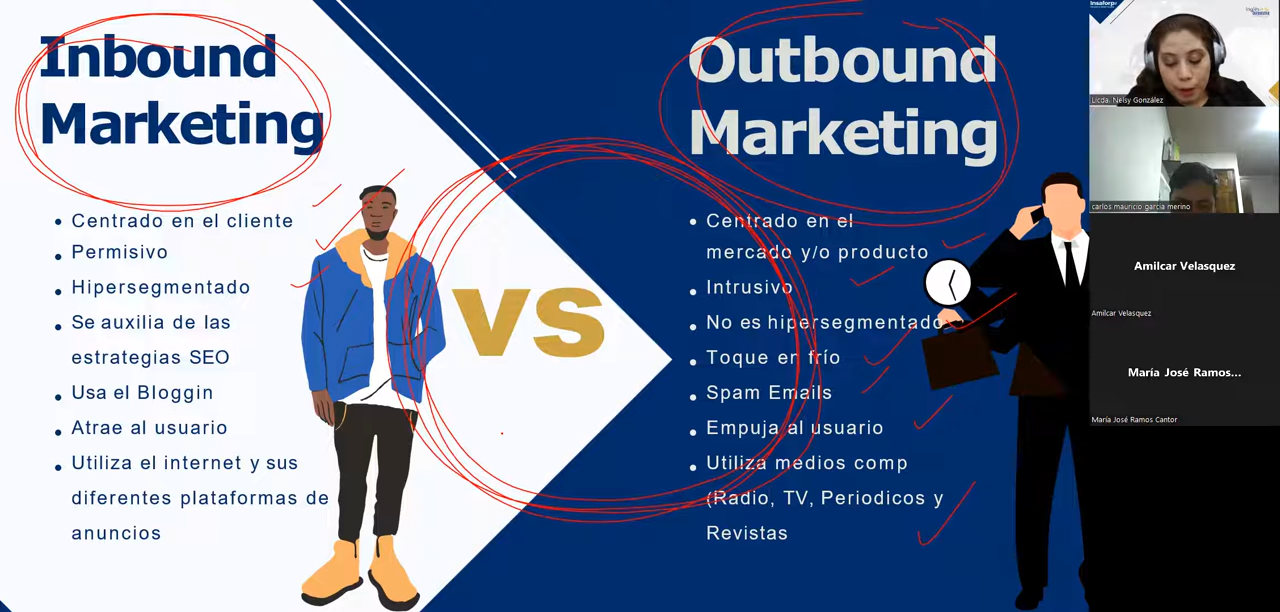 Inbound
Marketing
Centrado en el cliente
Permisivo
Hipersegmentado
Se auxilia de las
estrategias SEO
Usa el Bloggin
Atrae al usuario
Utiliza el internet y sus
diferentes plataformas de
anuncios
VS
Outbound
Marketing
Centrado en el
mercado y/o producto
Intrusivo
No es hipersegmentado
Toque en frío
Spam Emails
Empuja al usuario
Utiliza medios comp
(Radio, TV, Periodicos y
Revistas
Insaforp
Licda. Nelsy González
carlos mauricio garcia merino
Amilcar Velasquez
Amilcar Velasquez
María José Ramos...
María José Ramos Cantor